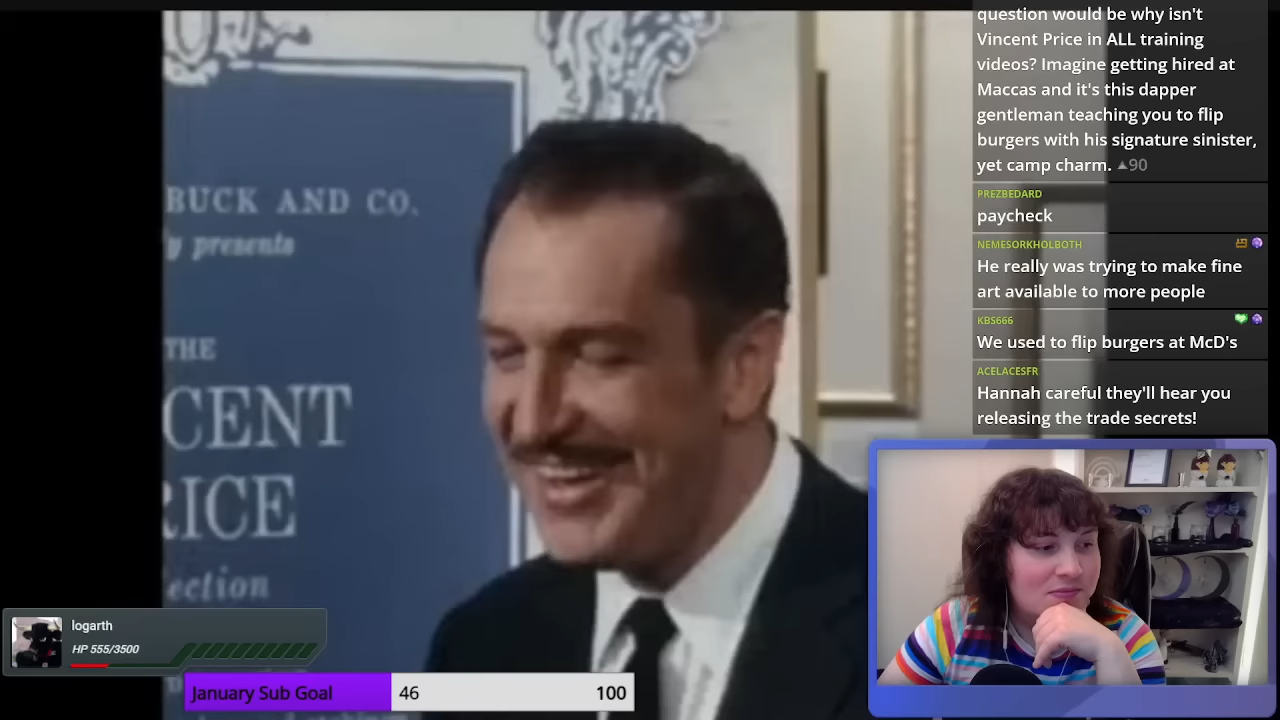 BUCK AND CO.
y presents
THE
CENT
RICE
ection
question would be why isn't
Vincent Price in ALL training
videos? Imagine getting hired at
Maccas and it's this dapper
gentleman teaching you to flip
burgers with his signature sinister,
yet camp charm. ▲90
PREZBEDARD
paycheck
NEMESORKHOLBOTH
He really was trying to make fine
art available to more people
KBS666
We used to flip burgers at McD's
ACELACESFR
Hannah careful they'll hear you
releasing the trade secrets!
logarth
HP 555/3500
January Sub Goal 46 100